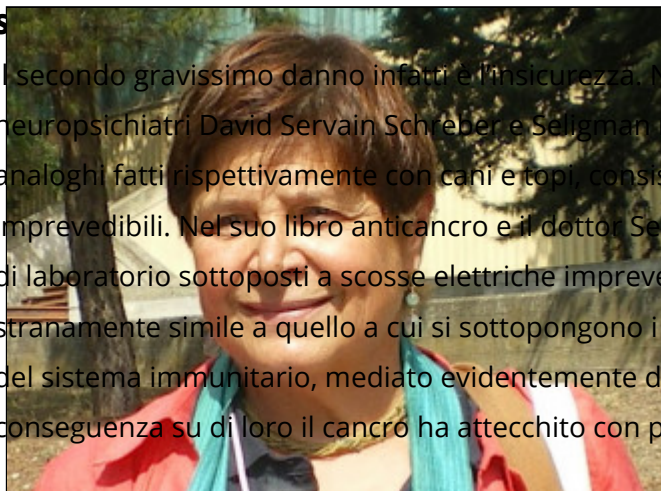 s
l secondo gravissimo danno infatti è l'insicurezza. N
neuropsichiatri David Servain Schreber e Seligman
analoghi fatti rispettivamente con cani e topi, consis
imprevedibili. Nel suo libro anticancro e il dottor Se
di laboratorio sottoposti a scosse elettriche impreve
stranamente simile a quello a cui si sottopongono i
del sistema immunitario, mediato evidentemente d
conseguenza su di loro il cancro ha attecchito con p